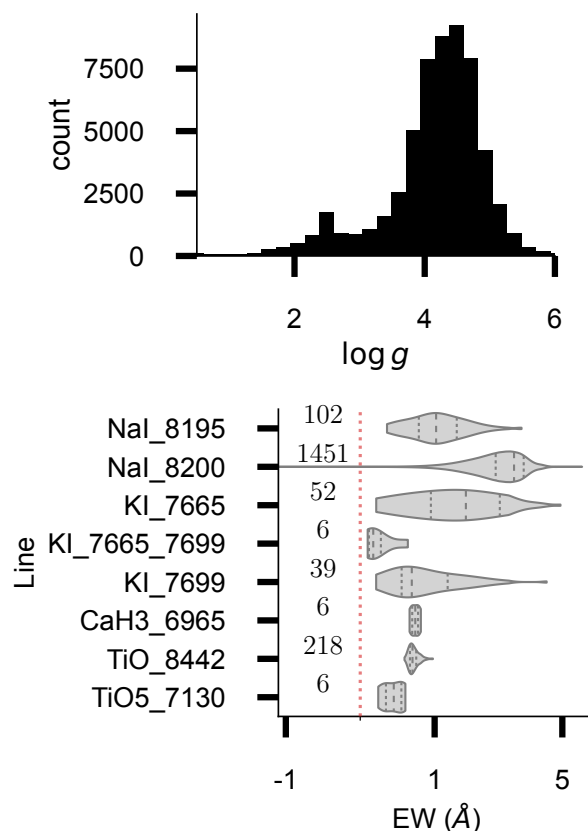 7500
5000
2500
0
count
2 4 6
log g
NaI_8195 102
NaI_8200 1451
KI_7665 52
KI_7665_7699 6
KI_7699 39
CaH3_6965 6
TiO_8442 218
TiO5_7130 6
Line
-1 1 5
EW (Å)